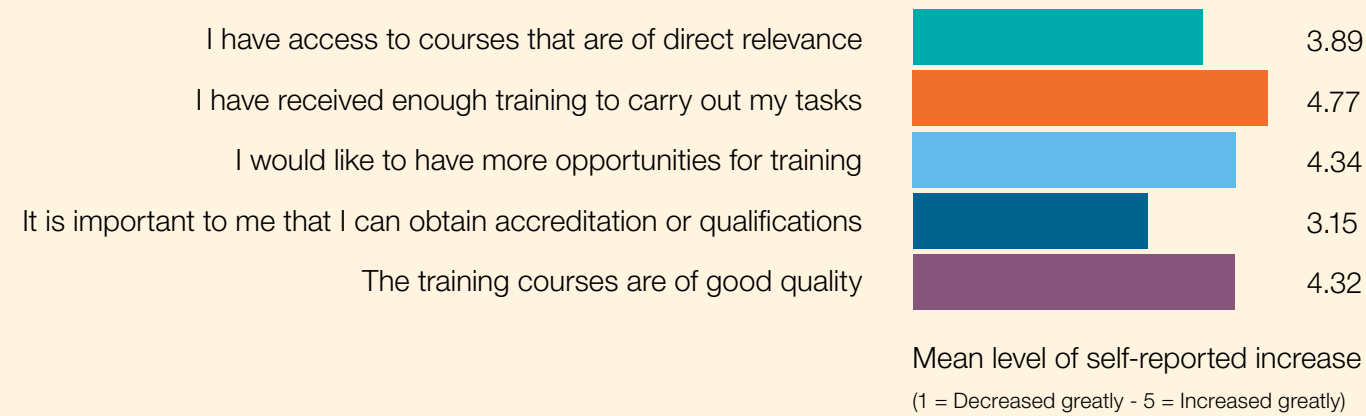 I have access to courses that are of direct relevance 3.89
I have received enough training to carry out my tasks 4.77
I would like to have more opportunities for training 4.34
It is important to me that I can obtain accreditation or qualifications 3.15
The training courses are of good quality 4.32
Mean level of self-reported increase
(1 = Decreased greatly - 5 = Increased greatly)